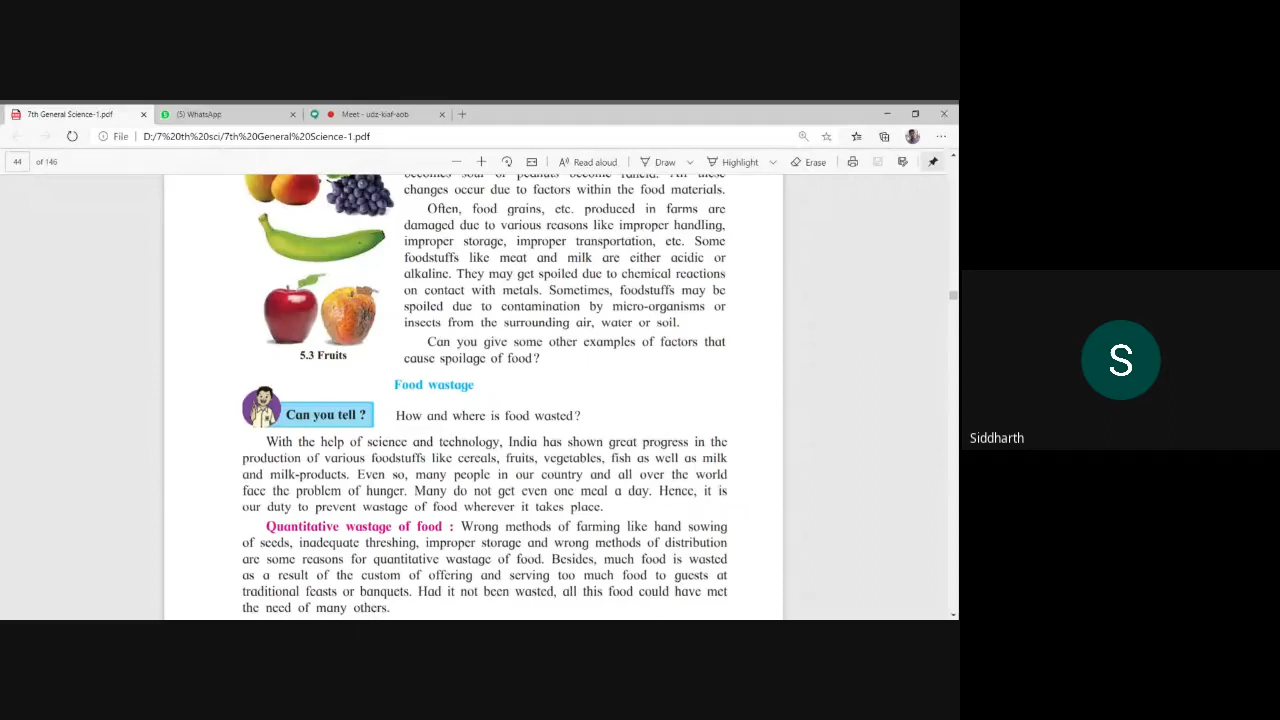 7th General Science-1.pdf
(5) WhatsApp
Meet - udz-kiaf-aob
File
D:/7%20th%20sci/7th%20General%20Science-1.pdf
44 of 146
Read aloud
Draw
Highlight
Erase
changes occur due to factors within the food materials.
Often, food grains, etc. produced in farms are
damaged due to various reasons like improper handling,
improper storage, improper transportation, etc. Some
foodstuffs like meat and milk are either acidic or
alkaline. They may get spoiled due to chemical reactions
on contact with metals. Sometimes, foodstuffs may be
spoiled due to contamination by micro-organisms or
insects from the surrounding air, water or soil.
Can you give some other examples of factors that
cause spoilage of food?
5.3 Fruits
Food wastage
Can you tell ?
How and where is food wasted?
With the help of science and technology, India has shown great progress in the
production of various foodstuffs like cereals, fruits, vegetables, fish as well as milk
and milk-products. Even so, many people in our country and all over the world
face the problem of hunger. Many do not get even one meal a day. Hence, it is
our duty to prevent wastage of food wherever it takes place.
Quantitative wastage of food : Wrong methods of farming like hand sowing
of seeds, inadequate threshing, improper storage and wrong methods of distribution
are some reasons for quantitative wastage of food. Besides, much food is wasted
as a result of the custom of offering and serving too much food to guests at
traditional feasts or banquets. Had it not been wasted, all this food could have met
the need of many others.
S
Siddharth